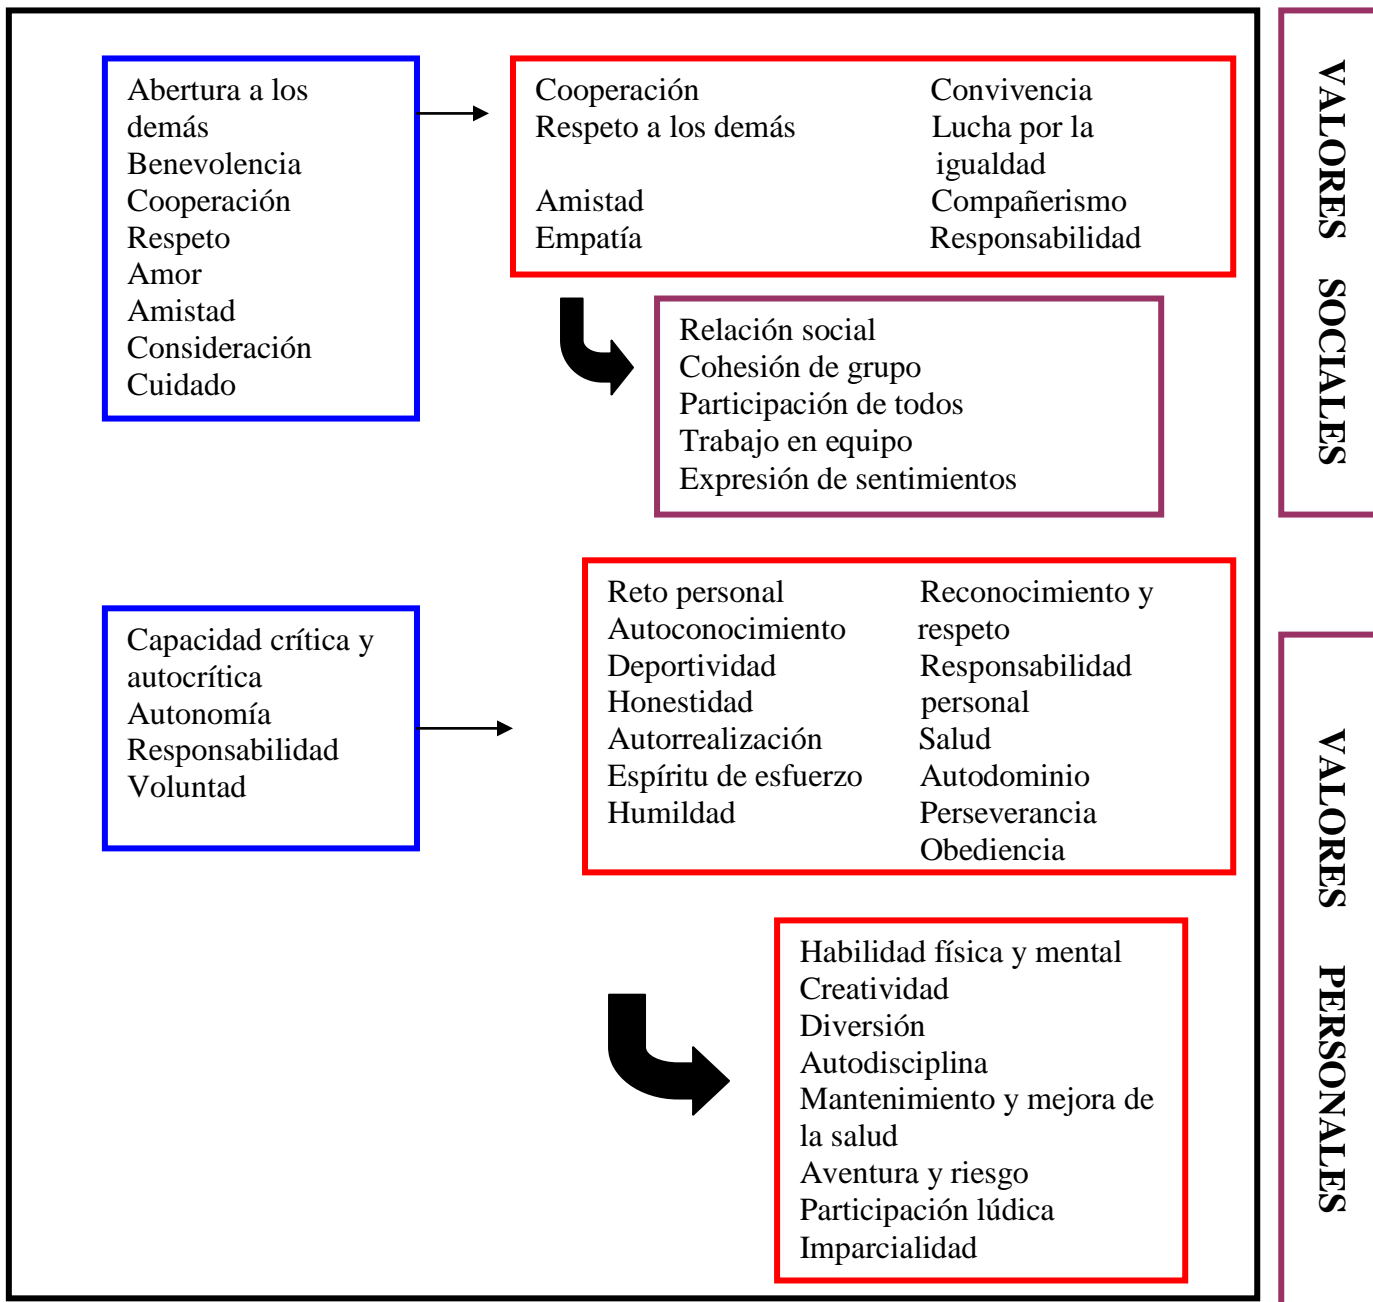 Abertura a los
demás
Benevolencia
Cooperación
Respeto
Amor
Amistad
Consideración
Cuidado
Cooperación Convivencia
Respeto a los demás Lucha por la
igualdad
Amistad Compañerismo
Empatía Responsabilidad
Relación social
Cohesión de grupo
Participación de todos
Trabajo en equipo
Expresión de sentimientos
VALORES SOCIALES
Capacidad crítica y
autocrítica
Autonomía
Responsabilidad
Voluntad
Reto personal Reconocimiento y
Autoconocimiento respeto
Deportividad Responsabilidad
Honestidad personal
Autorrealización Salud
Espíritu de esfuerzo Autodominio
Humildad Perseverancia
Obediencia
Habilidad física y mental
Creatividad
Diversión
Autodisciplina
Mantenimiento y mejora de
la salud
Aventura y riesgo
Participación lúdica
Imparcialidad
VALORES PERSONALES